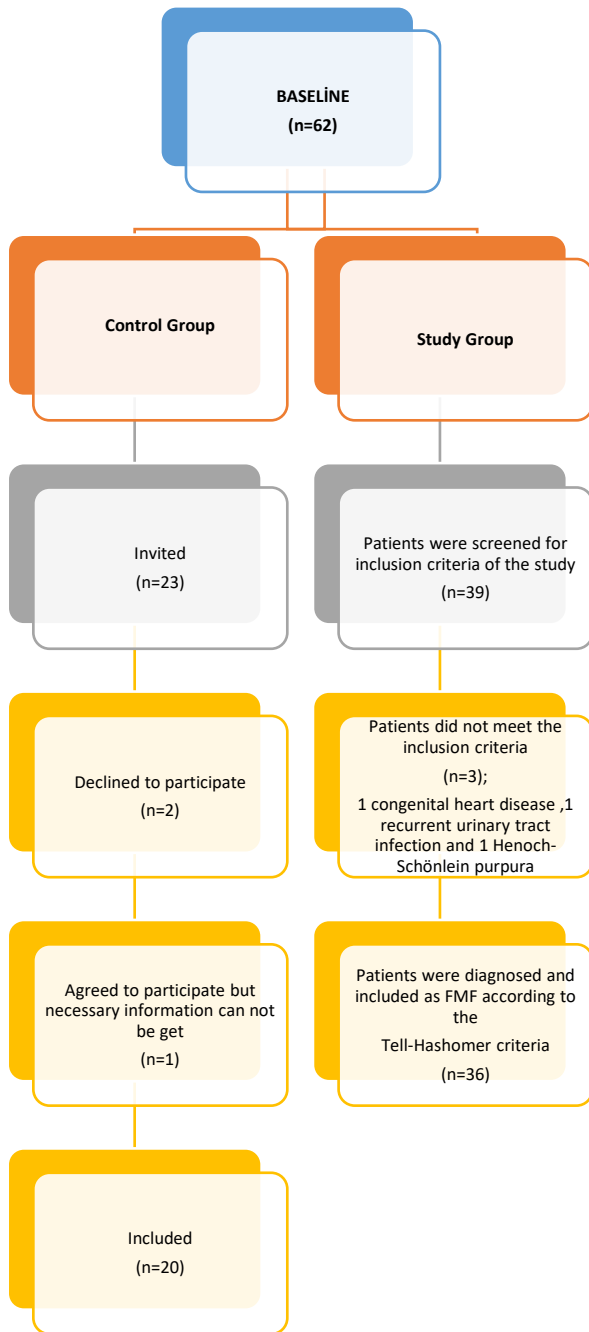 BASELİNE
(n=62)
Control Group
Study Group
Invited
(n=23)
Patients were screened for
inclusion criteria of the study
(n=39)
Declined to participate
(n=2)
Patients did not meet the
inclusion criteria
(n=3);
1 congenital heart disease ,1
recurrent urinary tract
infection and 1 Henoch-
Schönlein purpura
Agreed to participate but
necessary information can not
be get
(n=1)
Patients were diagnosed and
included as FMF according to
the
Tell-Hashomer criteria
(n=36)
Included
(n=20)